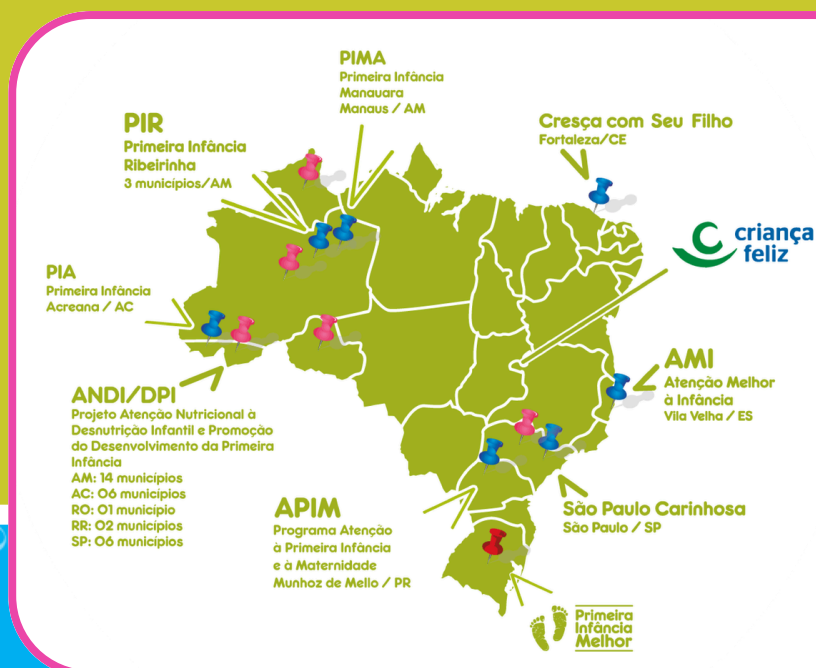 PIMA
Primeira Infância
Manauara
Manaus / AM
PIR
Primeira Infância
Ribeirinha
3 municípios/AM
Cresça com Seu Filho
Fortaleza/CE
criança
feliz
PIA
Primeira Infância
Acreana / AC
AMI
Atenção Melhor
à Infância
Vila Velha / ES
ANDI/DPI
Projeto Atenção Nutricional à
Desnutrição Infantil e Promoção
do Desenvolvimento da Primeira
Infância
AM: 14 municípios
AC: 06 municípios
RO: 01 município
RR: 02 municípios
SP: 06 municípios
APIM
Programa Atenção
à Primeira Infância
e à Maternidade
Munhoz de Mello / PR
São Paulo Carinhosa
São Paulo / SP
Primeira
Infância
Melhor